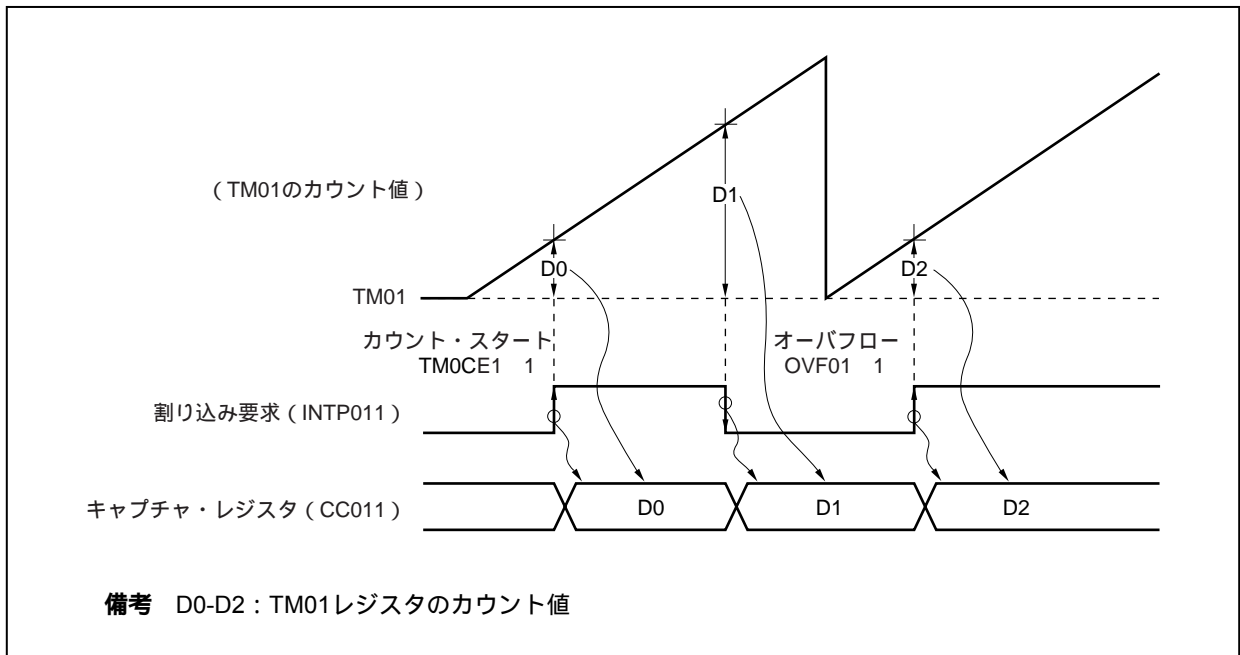 （TM01のカウント値）
D1
D0
D2
TM01
カウント・スタート
TM0CE1 1
オーバフロー
OVF01 1
割り込み要求（INTP011）
キャプチャ・レジスタ（CC011）
D0
D1
D2
備考 D0-D2：TM01レジスタのカウント値